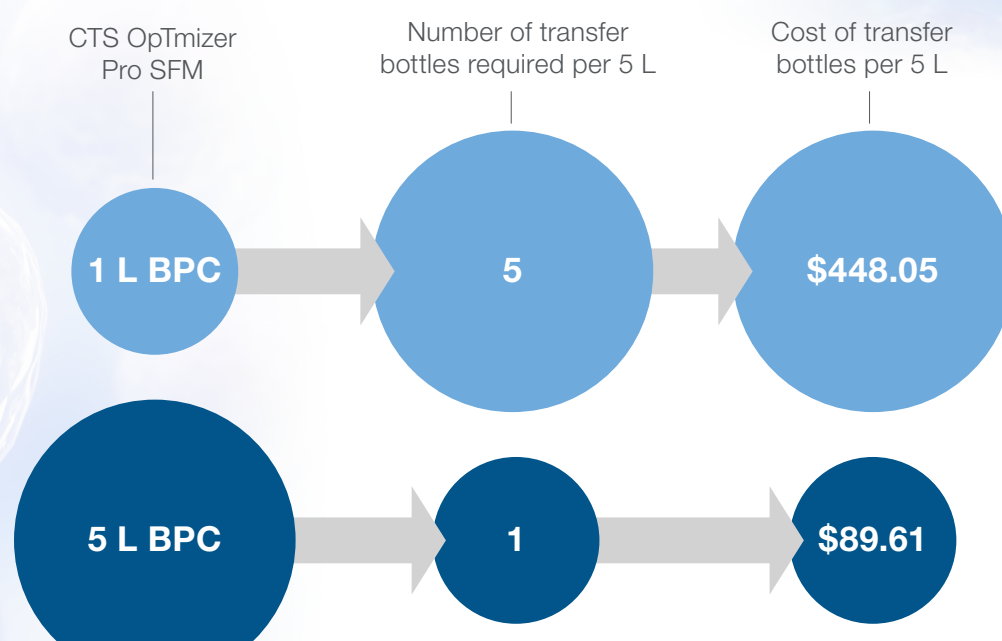 CTS OpTmizer
Pro SFM
Number of transfer
bottles required per 5 L
Cost of transfer
bottles per 5 L
1 L BPC
5
$448.05
5 L BPC
1
$89.61